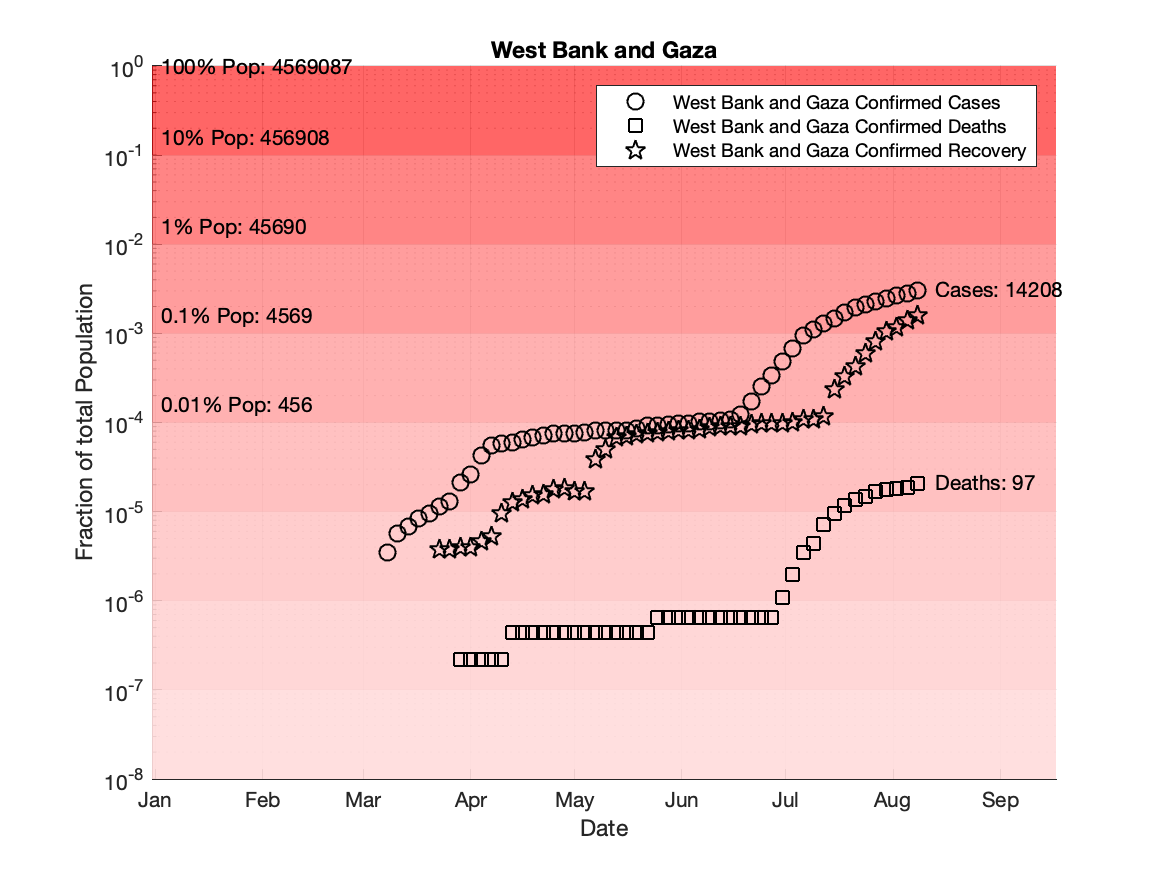 West Bank and Gaza
10^0
100% Pop: 4569087
West Bank and Gaza Confirmed Cases
West Bank and Gaza Confirmed Deaths
West Bank and Gaza Confirmed Recovery
10% Pop: 456908
10^-1
1% Pop: 45690
10^-2
Cases: 14208
0.1% Pop: 4569
10^-3
0.01% Pop: 456
10^-4
Deaths: 97
10^-5
10^-6
10^-7
10^-8
Fraction of total Population
Jan Feb Mar Apr May Jun Jul Aug Sep
Date